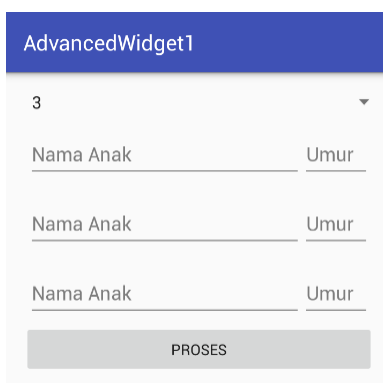 AdvancedWidget1
3
Nama Anak Umur
Nama Anak Umur
Nama Anak Umur
PROSES